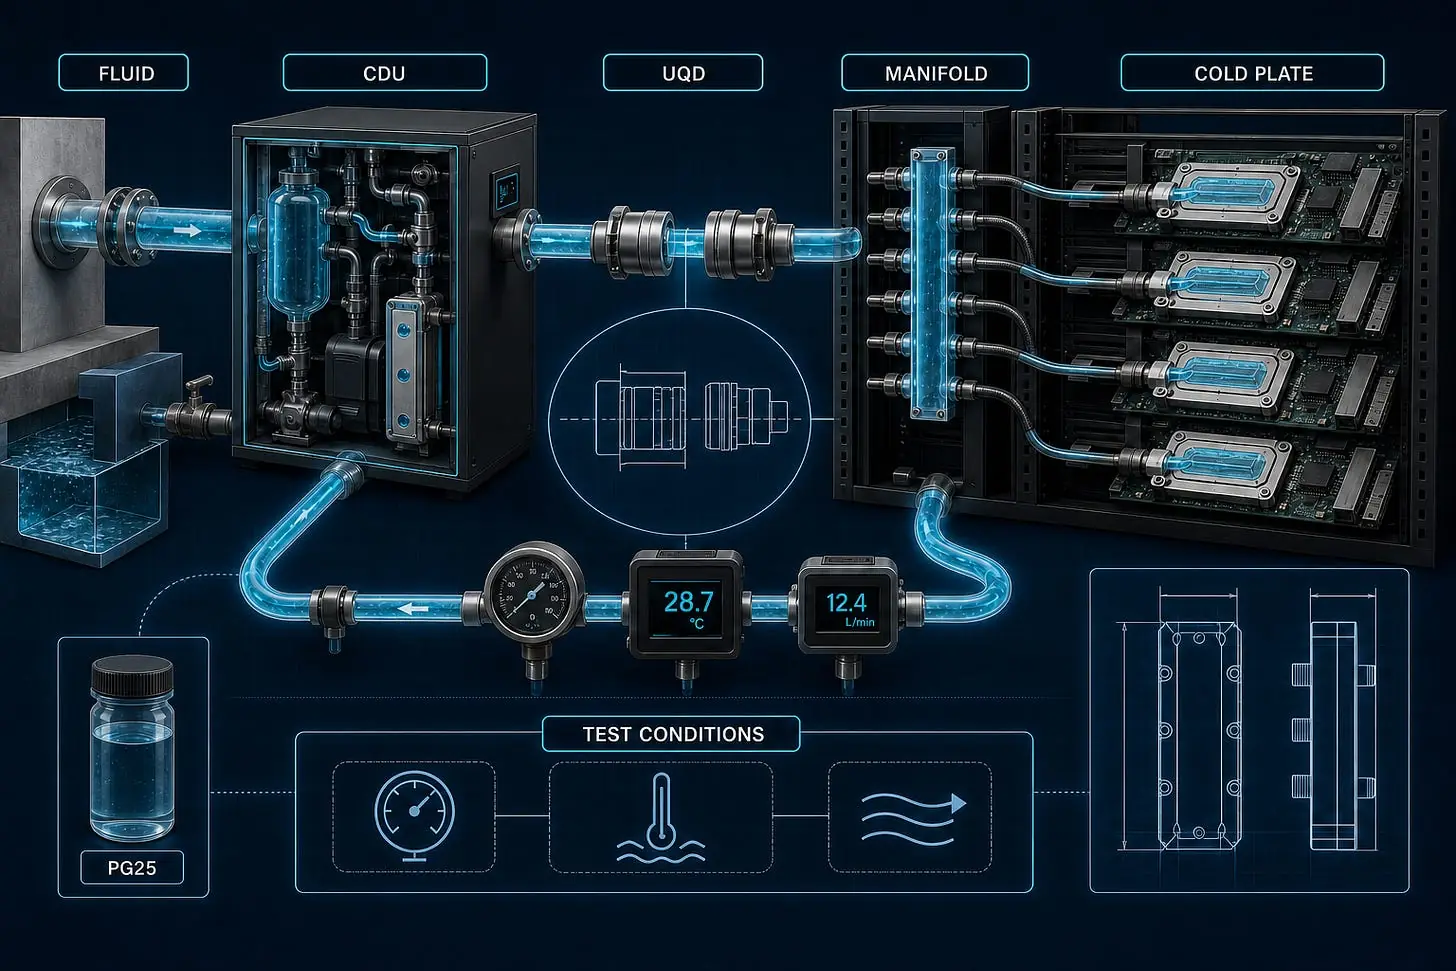 FLUID
CDU
UQD
MANIFOLD
COLD PLATE
28.7
°C
12.4
L/min
TEST CONDITIONS
PG25